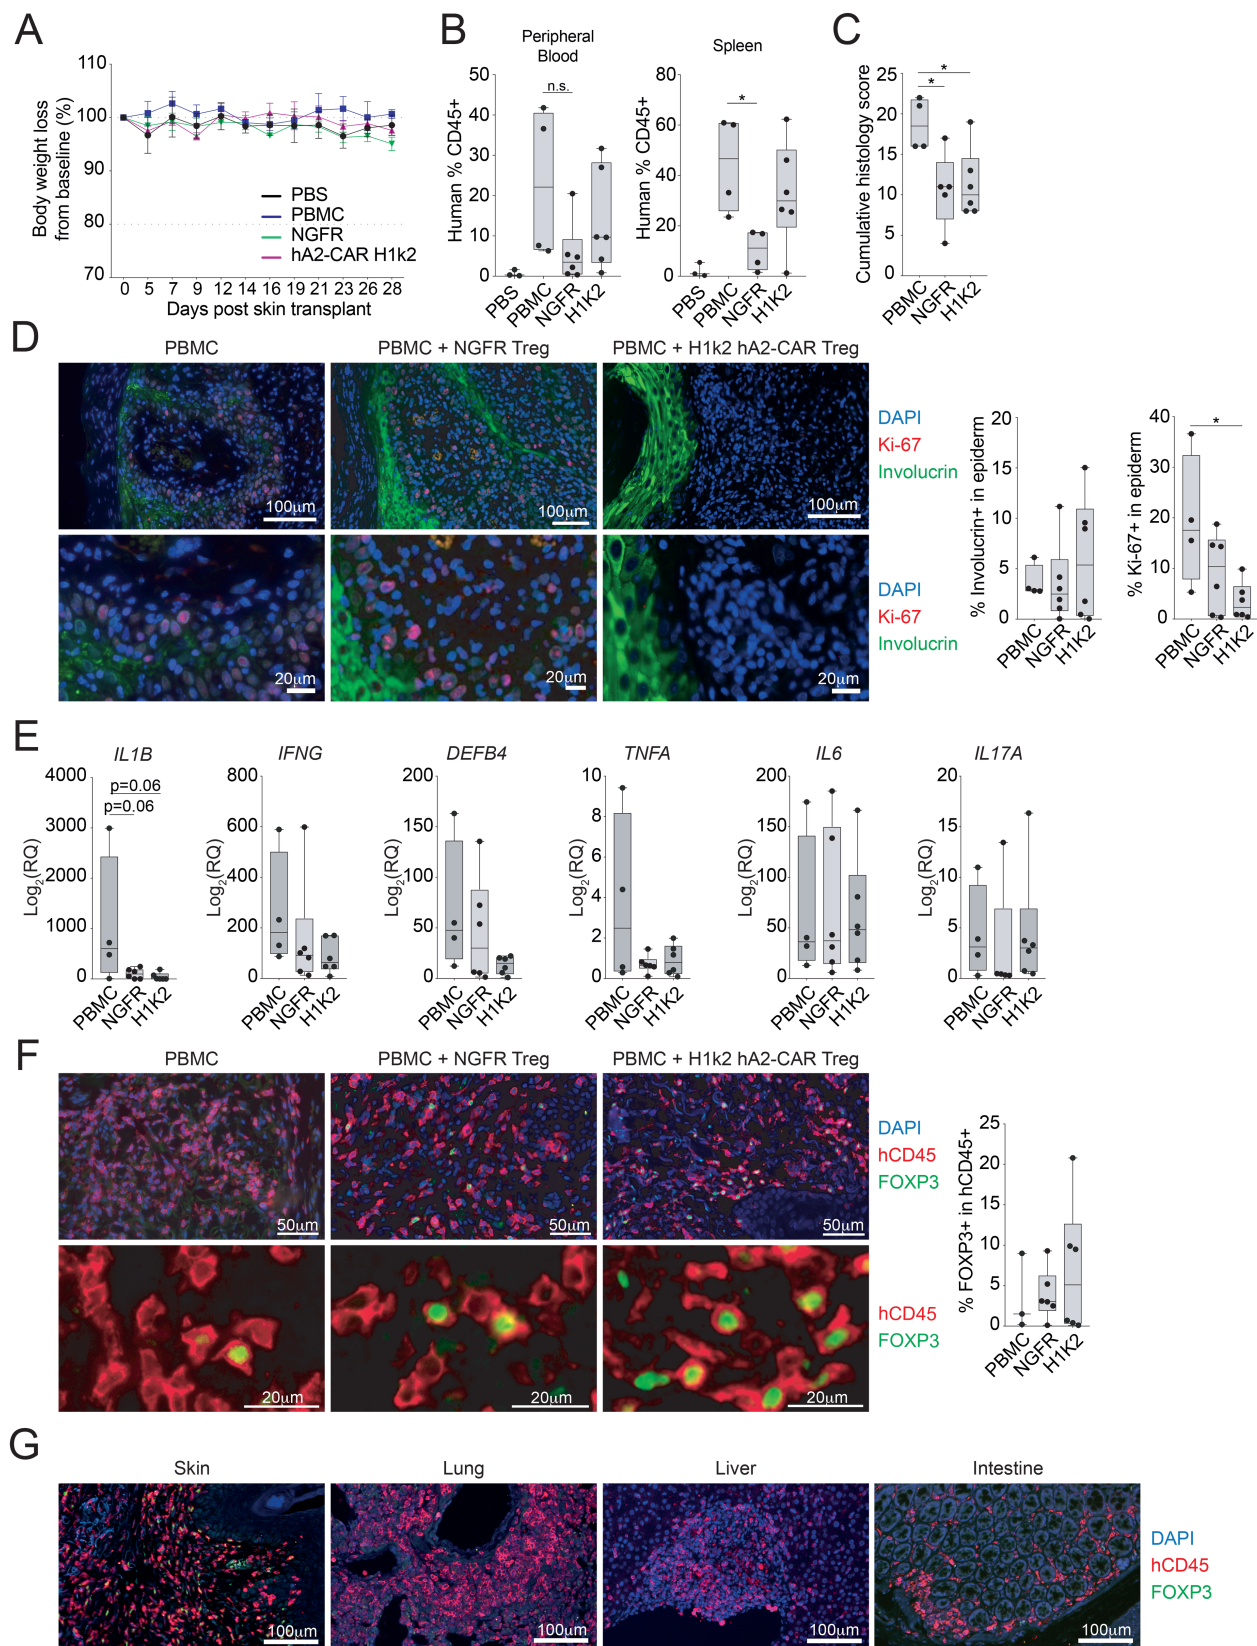 A
110
100
90
80
70
Body weight loss
from baseline (%)
PBS
PBMC
NGFR
hA2-CAR H1k2
0 5 7 9 12 14 16 19 21 23 26 28
Days post skin transplant
B
Peripheral
Blood
50
40
30
20
10
0
Human % CD45+
n.s.
PBS
PBMC
NGFR
H1K2
Spleen
80
60
40
20
0
Human % CD45+
*
PBS
PBMC
NGFR
H1K2
C
25
20
15
10
5
0
Cumulative histology score
*
*
PBMC
NGFR
H1K2
D
PBMC
PBMC + NGFR Treg
PBMC + H1k2 hA2-CAR Treg
100µm
100µm
100µm
DAPI
Ki-67
Involucrin
20µm
20µm
20µm
DAPI
Ki-67
Involucrin
20
15
10
5
0
% Involucrin+ in epiderm
PBMC
NGFR
H1K2
40
30
20
10
0
% Ki-67+ in epiderm
*
PBMC
NGFR
H1K2
E
IL1B
4000
3000
2000
1000
0
Log2(RQ)
p=0.06
p=0.06
PBMC
NGFR
H1K2
IFNG
800
600
400
200
0
Log2(RQ)
PBMC
NGFR
H1K2
DEFB4
200
150
100
50
0
Log2(RQ)
PBMC
NGFR
H1K2
TNFA
10
8
6
4
2
0
Log2(RQ)
PBMC
NGFR
H1K2
IL6
200
150
100
50
0
Log2(RQ)
PBMC
NGFR
H1K2
IL17A
20
15
10
5
0
Log2(RQ)
PBMC
NGFR
H1K2
F
PBMC
PBMC + NGFR Treg
PBMC + H1k2 hA2-CAR Treg
50µm
50µm
50µm
DAPI
hCD45
FOXP3
20µm
20µm
20µm
hCD45
FOXP3
25
20
15
10
5
0
% FOXP3+ in hCD45+
PBMC
NGFR
H1K2
G
Skin
Lung
Liver
Intestine
100µm
100µm
100µm
100µm
DAPI
hCD45
FOXP3